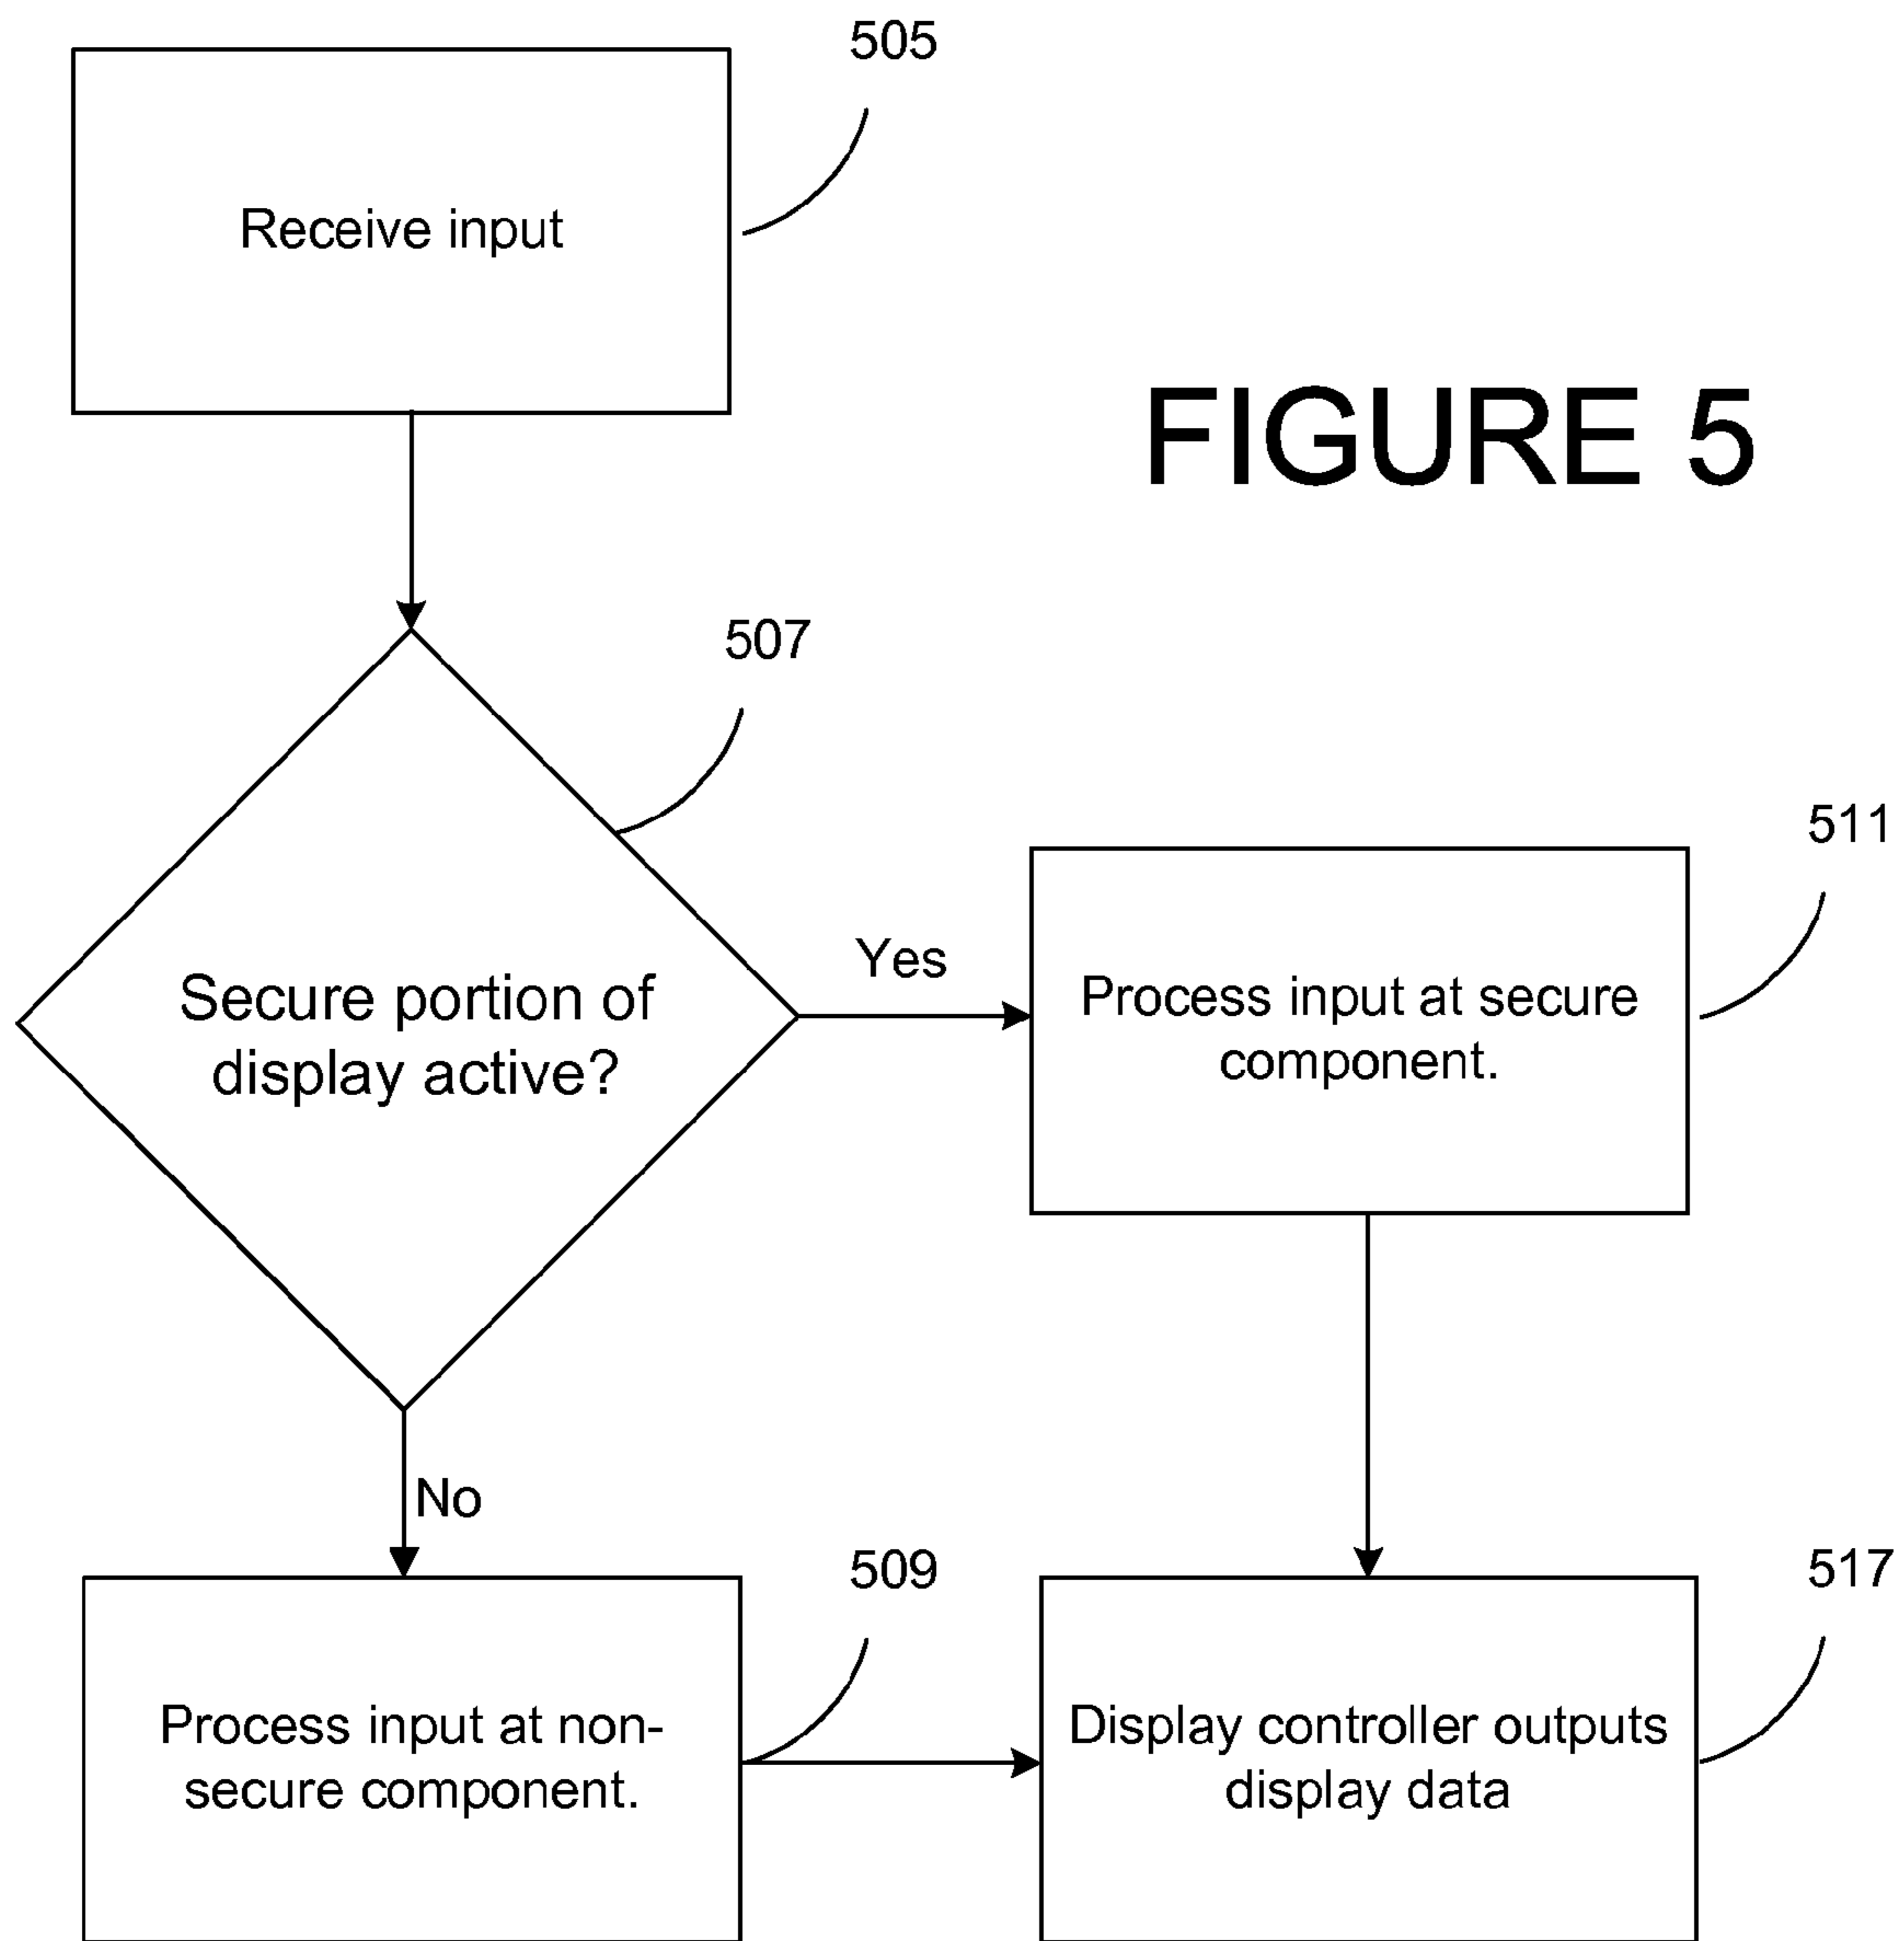 505
Receive input
FIGURE 5
507
Secure portion of
display active?
Yes
511
Process input at secure
component.
No
509
Process input at non-
secure component.
517
Display controller outputs
display data